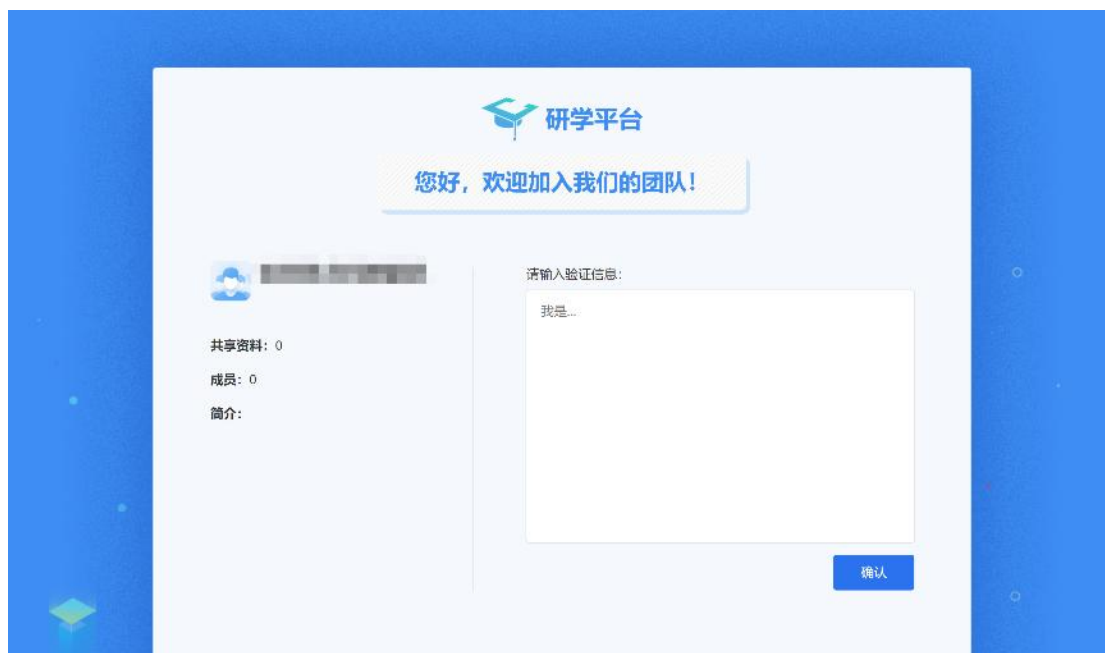 研学平台
您好，欢迎加入我们的团队！
共享资料：0
成员：0
简介：
请输入验证信息：
我是...
确认